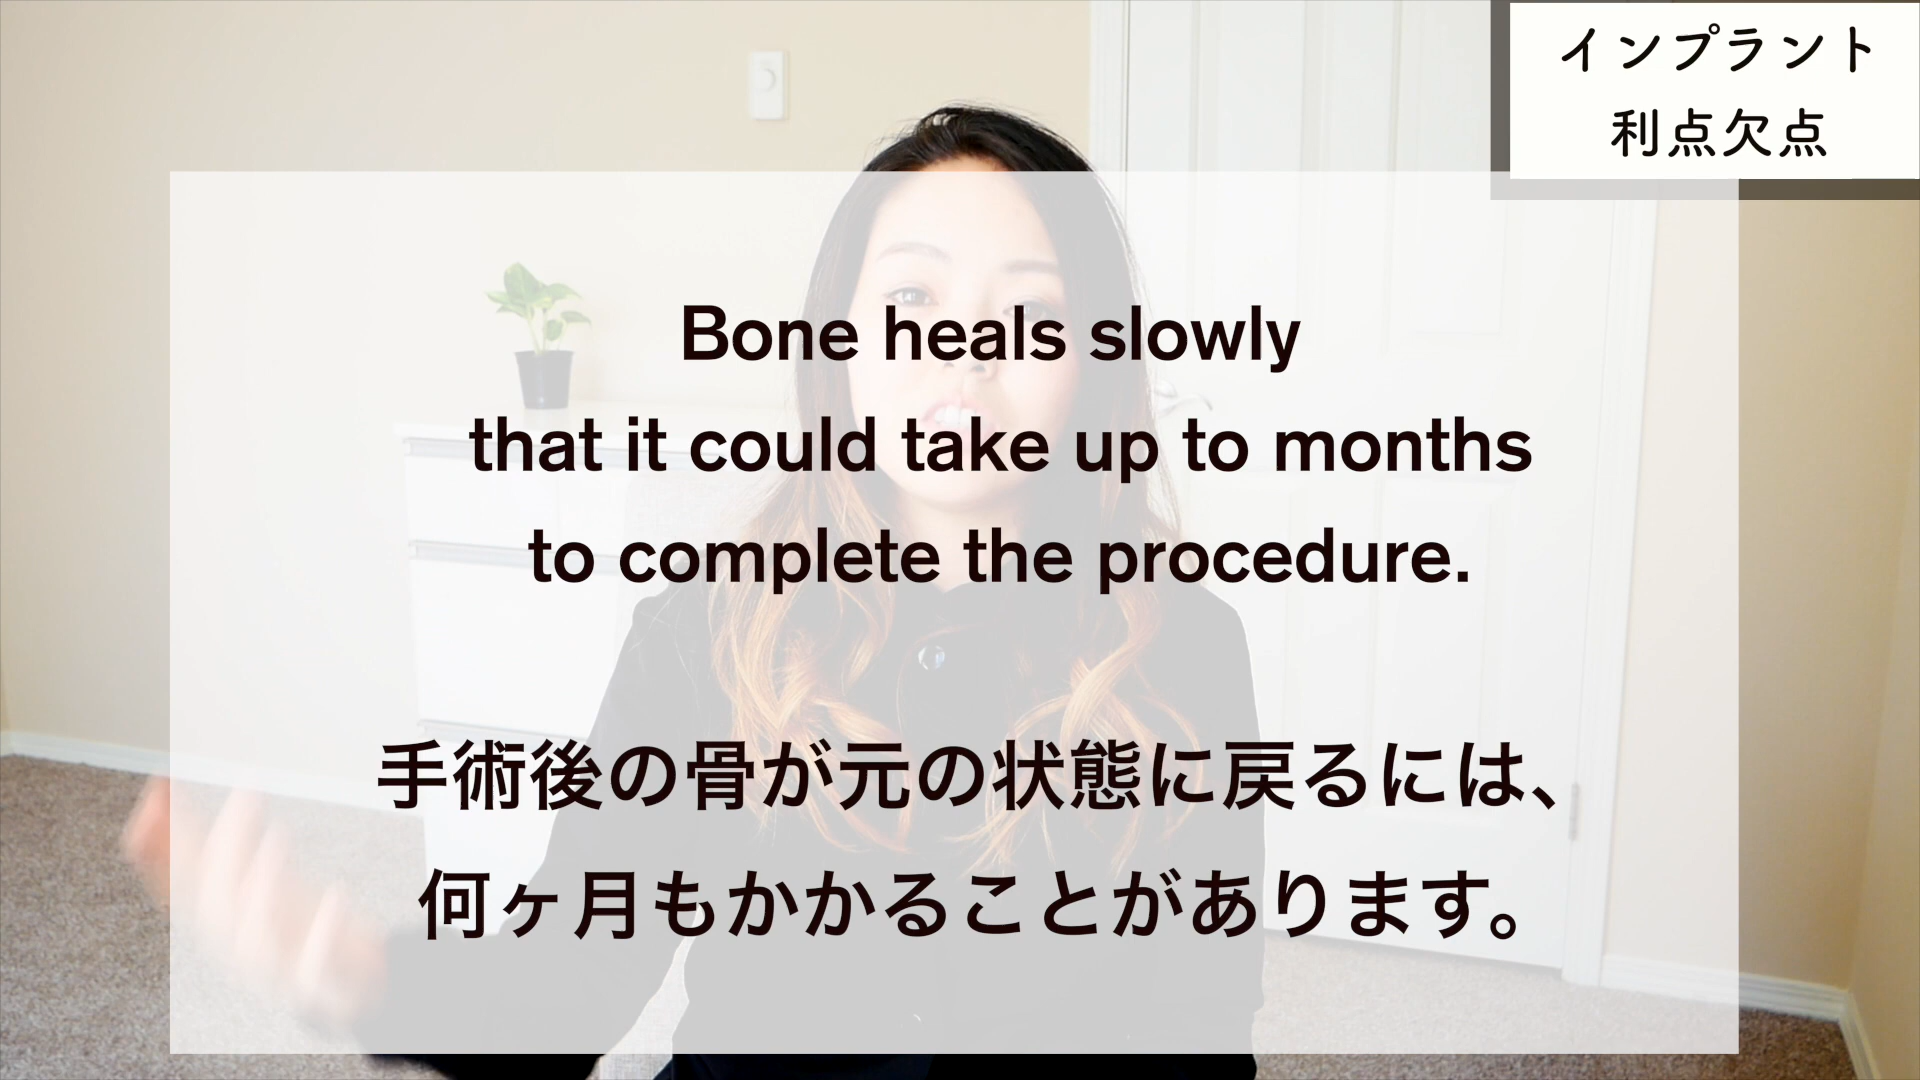 インプラント
利点欠点
Bone heals slowly
that it could take up to months
to complete the procedure.
手術後の骨が元の状態に戻るには、
何ヶ月もかかることがあります。